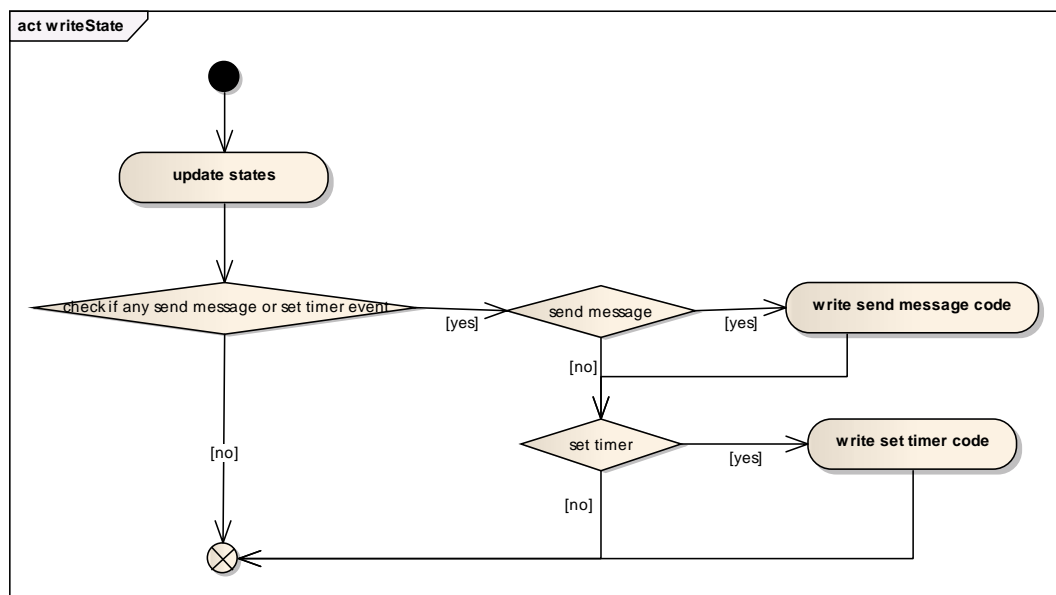 act writeState
update states
check if any send message or set timer event
[yes]
send message
[yes]
write send message code
[no]
set timer
[yes]
write set timer code
[no]
[no]